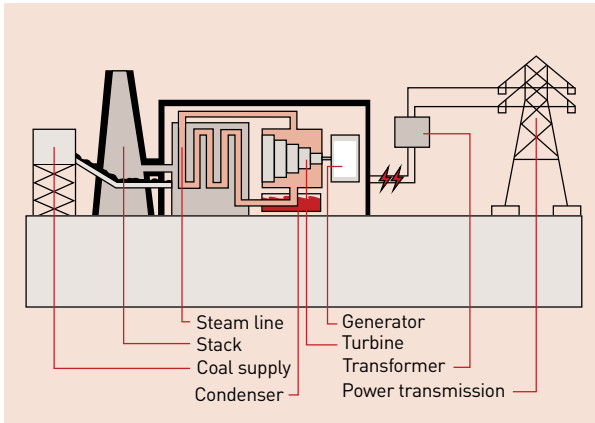 Steam line
Stack
Coal supply
Condenser
Generator
Turbine
Transformer
Power transmission